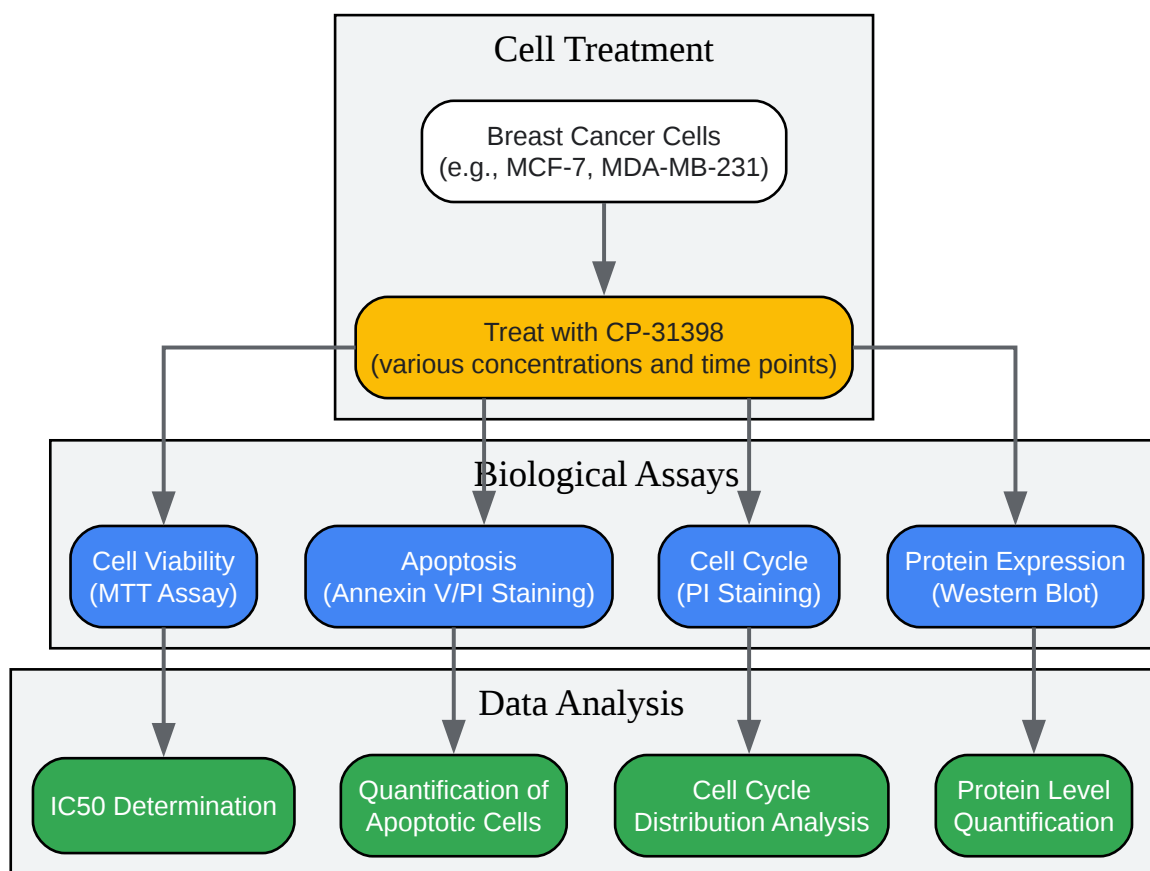 Cell Treatment
Breast Cancer Cells
(e.g., MCF-7, MDA-MB-231)
Treat with CP-31398
(various concentrations and time points)
Biological Assays
Cell Viability
(MTT Assay)
Apoptosis
(Annexin V/PI Staining)
Cell Cycle
(PI Staining)
Protein Expression
(Western Blot)
Data Analysis
IC50 Determination
Quantification of
Apoptotic Cells
Cell Cycle
Distribution Analysis
Protein Level
Quantification